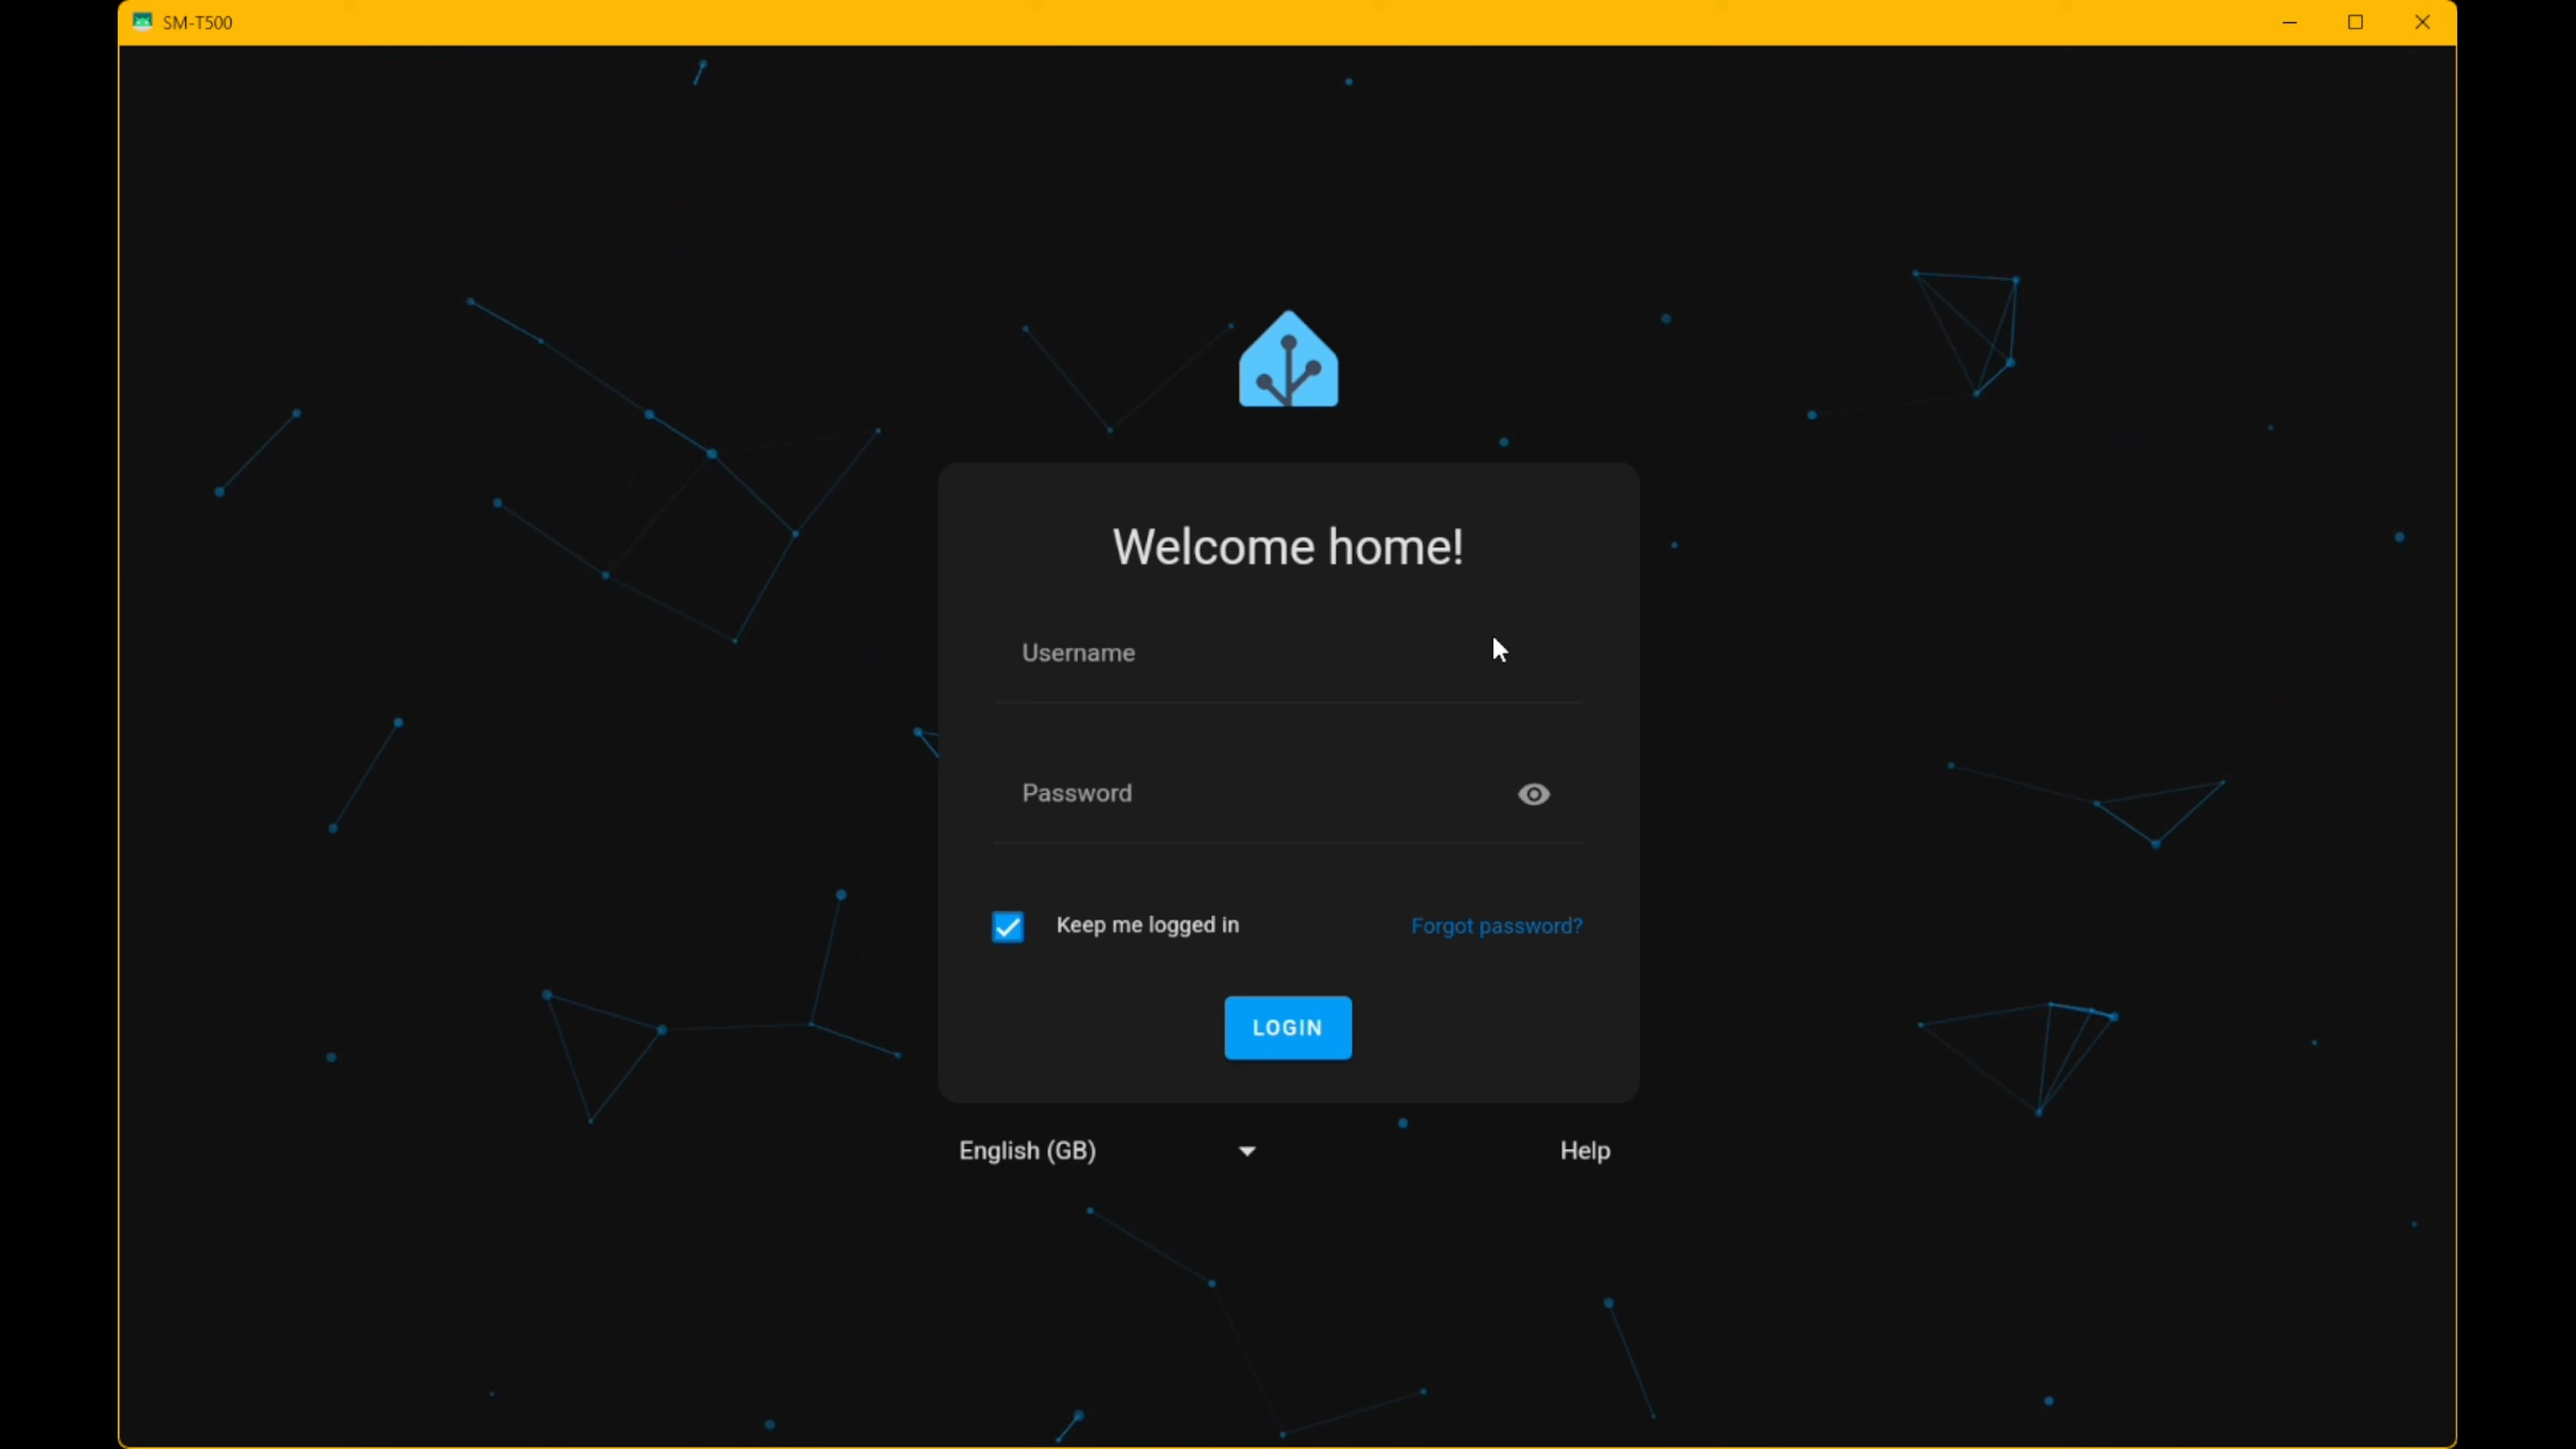 SM-T500
Welcome home!
Username
Password
Keep me logged in
Forgot password?
LOGIN
English (GB)
Help